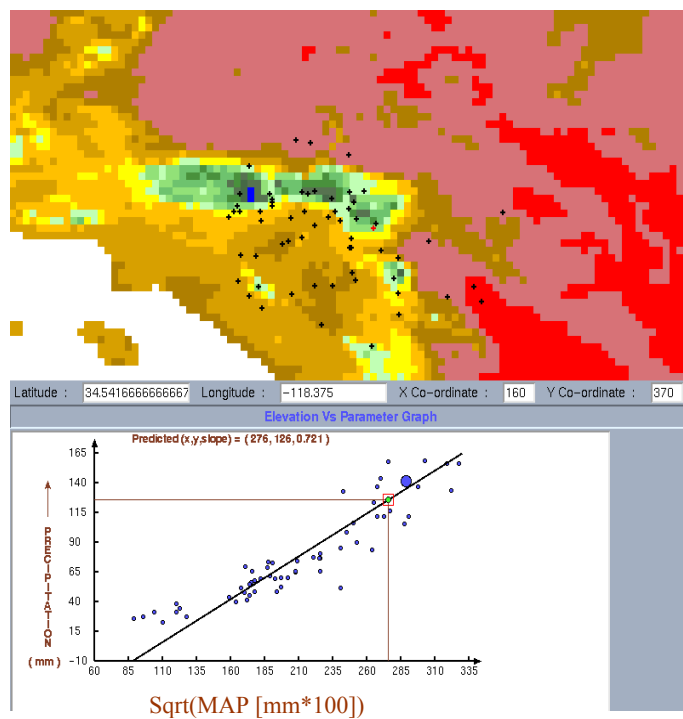 Latitude : 34.5416666666667 Longitude : -118.375 X Co-ordinate : 160 Y Co-ordinate : 370
Elevation Vs Parameter Graph
Predicted (x,y,slope) = ( 276, 126, 0.721 )
165
140
115
90
65
40
15
-10
PRECIPITATION
( mm )
60 85 110 135 160 185 210 235 260 285 310 335
Sqrt(MAP [mm*100])